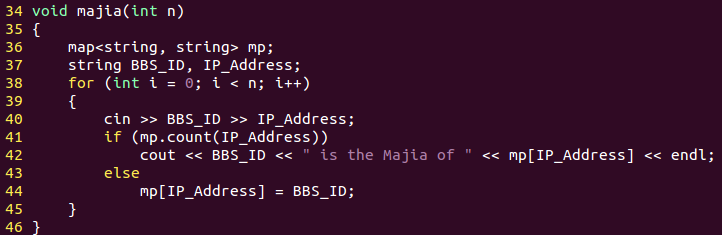 34 void majia(int n)
35 {
36     map<string, string> mp;
37     string BBS_ID, IP_Address;
38     for (int i = 0; i < n; i++)
39     {
40         cin >> BBS_ID >> IP_Address;
41         if (mp.count(IP_Address))
42             cout << BBS_ID << " is the Majia of " << mp[IP_Address] << endl;
43         else
44             mp[IP_Address] = BBS_ID;
45     }
46 }